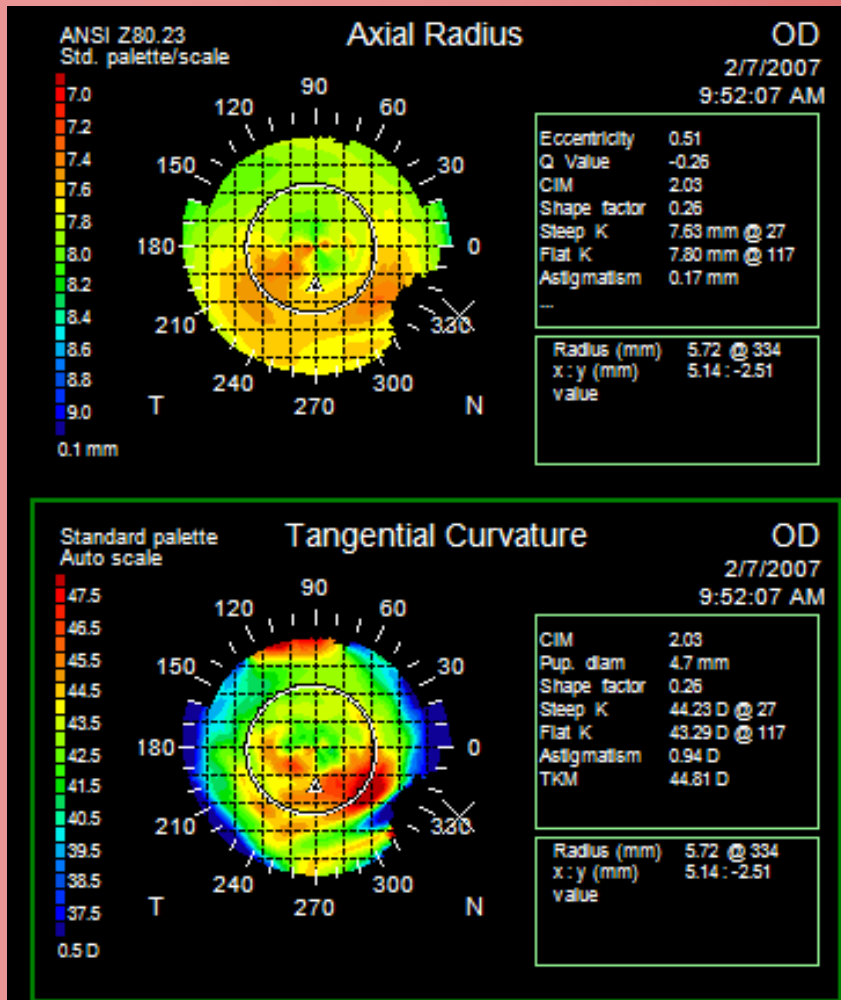 ANSI Z80.23
Std. palette/scale
Axial Radius
OD
2/7/2007
9:52:07 AM
7.0
7.2
7.4
7.6
7.8
8.0
8.2
8.4
8.6
8.8
9.0
0.1 mm
90
120
60
150
30
180
0
210
330
240
300
270
T
N
Eccentricity 0.51
Q Value -0.26
CIM 2.03
Shape factor 0.26
Steep K 7.63 mm @ 27
Flat K 7.80 mm @ 117
Astigmatism 0.17 mm
...
Radius (mm) 5.72 @ 334
x : y (mm) 5.14 : -2.51
value
Standard palette
Auto scale
Tangential Curvature
OD
2/7/2007
9:52:07 AM
47.5
46.5
45.5
44.5
43.5
42.5
41.5
40.5
39.5
38.5
37.5
0.5 D
90
120
60
150
30
180
0
210
330
240
300
270
T
N
CIM 2.03
Pup. diam 4.7 mm
Shape factor 0.26
Steep K 44.23 D @ 27
Flat K 43.29 D @ 117
Astigmatism 0.94 D
TKM 44.81 D
Radius (mm) 5.72 @ 334
x : y (mm) 5.14 : -2.51
value